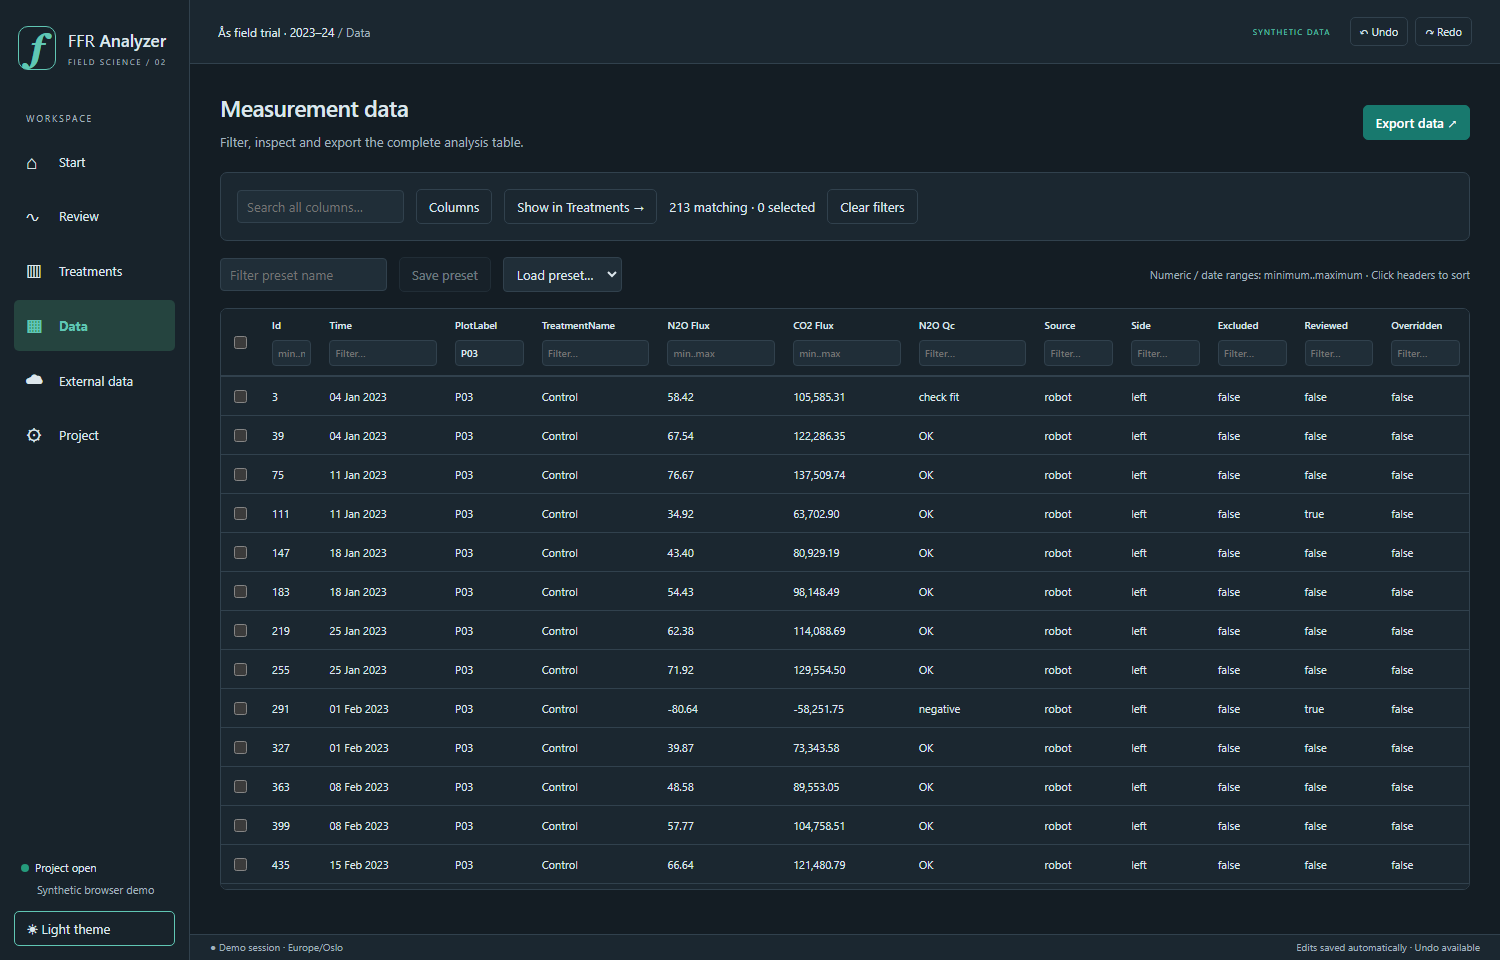 FFR Analyzer
FIELD SCIENCE / 02
WORKSPACE
Start
Review
Treatments
Data
External data
Project
Project open
Synthetic browser demo
☀ Light theme
Ås field trial · 2023–24 / Data
SYNTHETIC DATA
↶ Undo
↷ Redo
Measurement data
Filter, inspect and export the complete analysis table.
Export data ↗
Search all columns...
Columns
Show in Treatments →
213 matching · 0 selected
Clear filters
Filter preset name
Save preset
Load preset...
Numeric / date ranges: minimum..maximum · Click headers to sort
Id Time PlotLabel TreatmentName N2O Flux CO2 Flux N2O Qc Source Side Excluded Reviewed Overridden
min..n Filter... P03 Filter... min..max min..max Filter... Filter... Filter... Filter... Filter... Filter...
3 04 Jan 2023 P03 Control 58.42 105,585.31 check fit robot left false false false
39 04 Jan 2023 P03 Control 67.54 122,286.35 OK robot left false false false
75 11 Jan 2023 P03 Control 76.67 137,509.74 OK robot left false false false
111 11 Jan 2023 P03 Control 34.92 63,702.90 OK robot left false true false
147 18 Jan 2023 P03 Control 43.40 80,929.19 OK robot left false false false
183 18 Jan 2023 P03 Control 54.43 98,148.49 OK robot left false false false
219 25 Jan 2023 P03 Control 62.38 114,088.69 OK robot left false false false
255 25 Jan 2023 P03 Control 71.92 129,554.50 OK robot left false false false
291 01 Feb 2023 P03 Control -80.64 -58,251.75 negative robot left false true false
327 01 Feb 2023 P03 Control 39.87 73,343.58 OK robot left false false false
363 08 Feb 2023 P03 Control 48.58 89,553.05 OK robot left false false false
399 08 Feb 2023 P03 Control 57.77 104,758.51 OK robot left false false false
435 15 Feb 2023 P03 Control 66.64 121,480.79 OK robot left false false false
● Demo session · Europe/Oslo
Edits saved automatically · Undo available